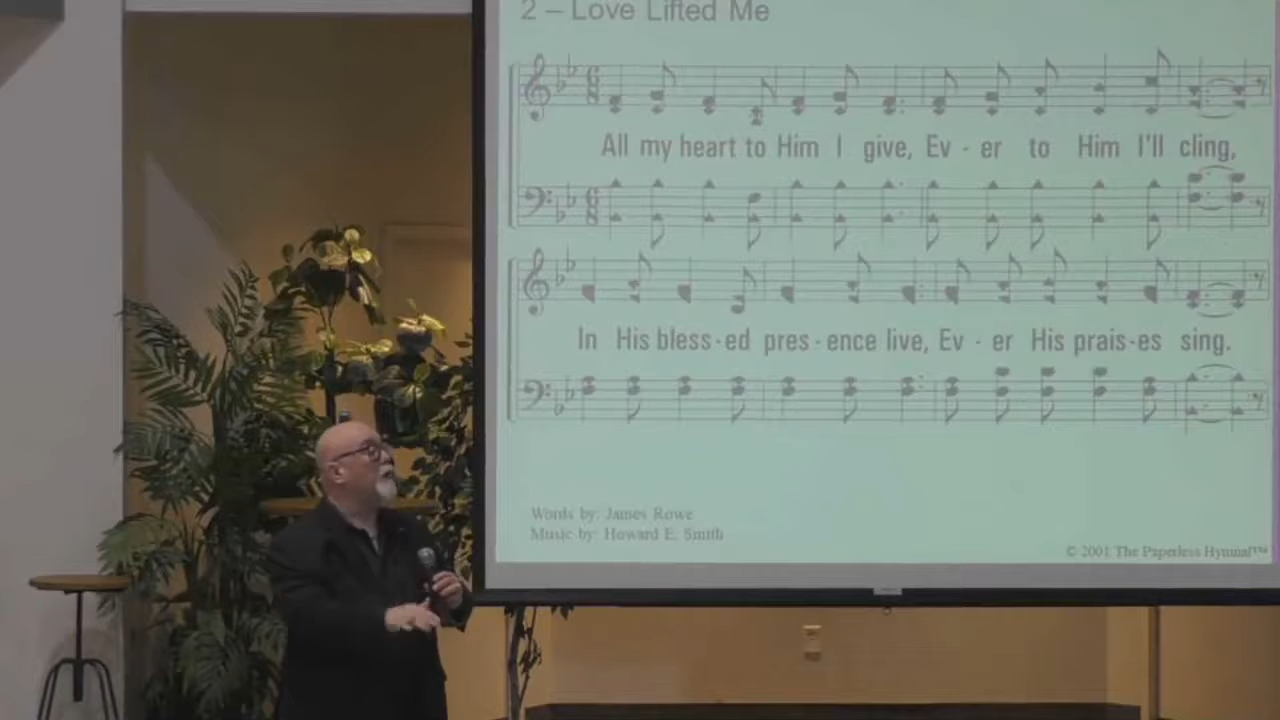 2 – Love Lifted Me
All my heart to Him I give, Ev - er to Him I'll cling,
In His bless - ed pres - ence live, Ev - er His prais - es sing.
Words by: James Rowe
Music by: Howard E. Smith
© 2001 The Paperless Hymnal™